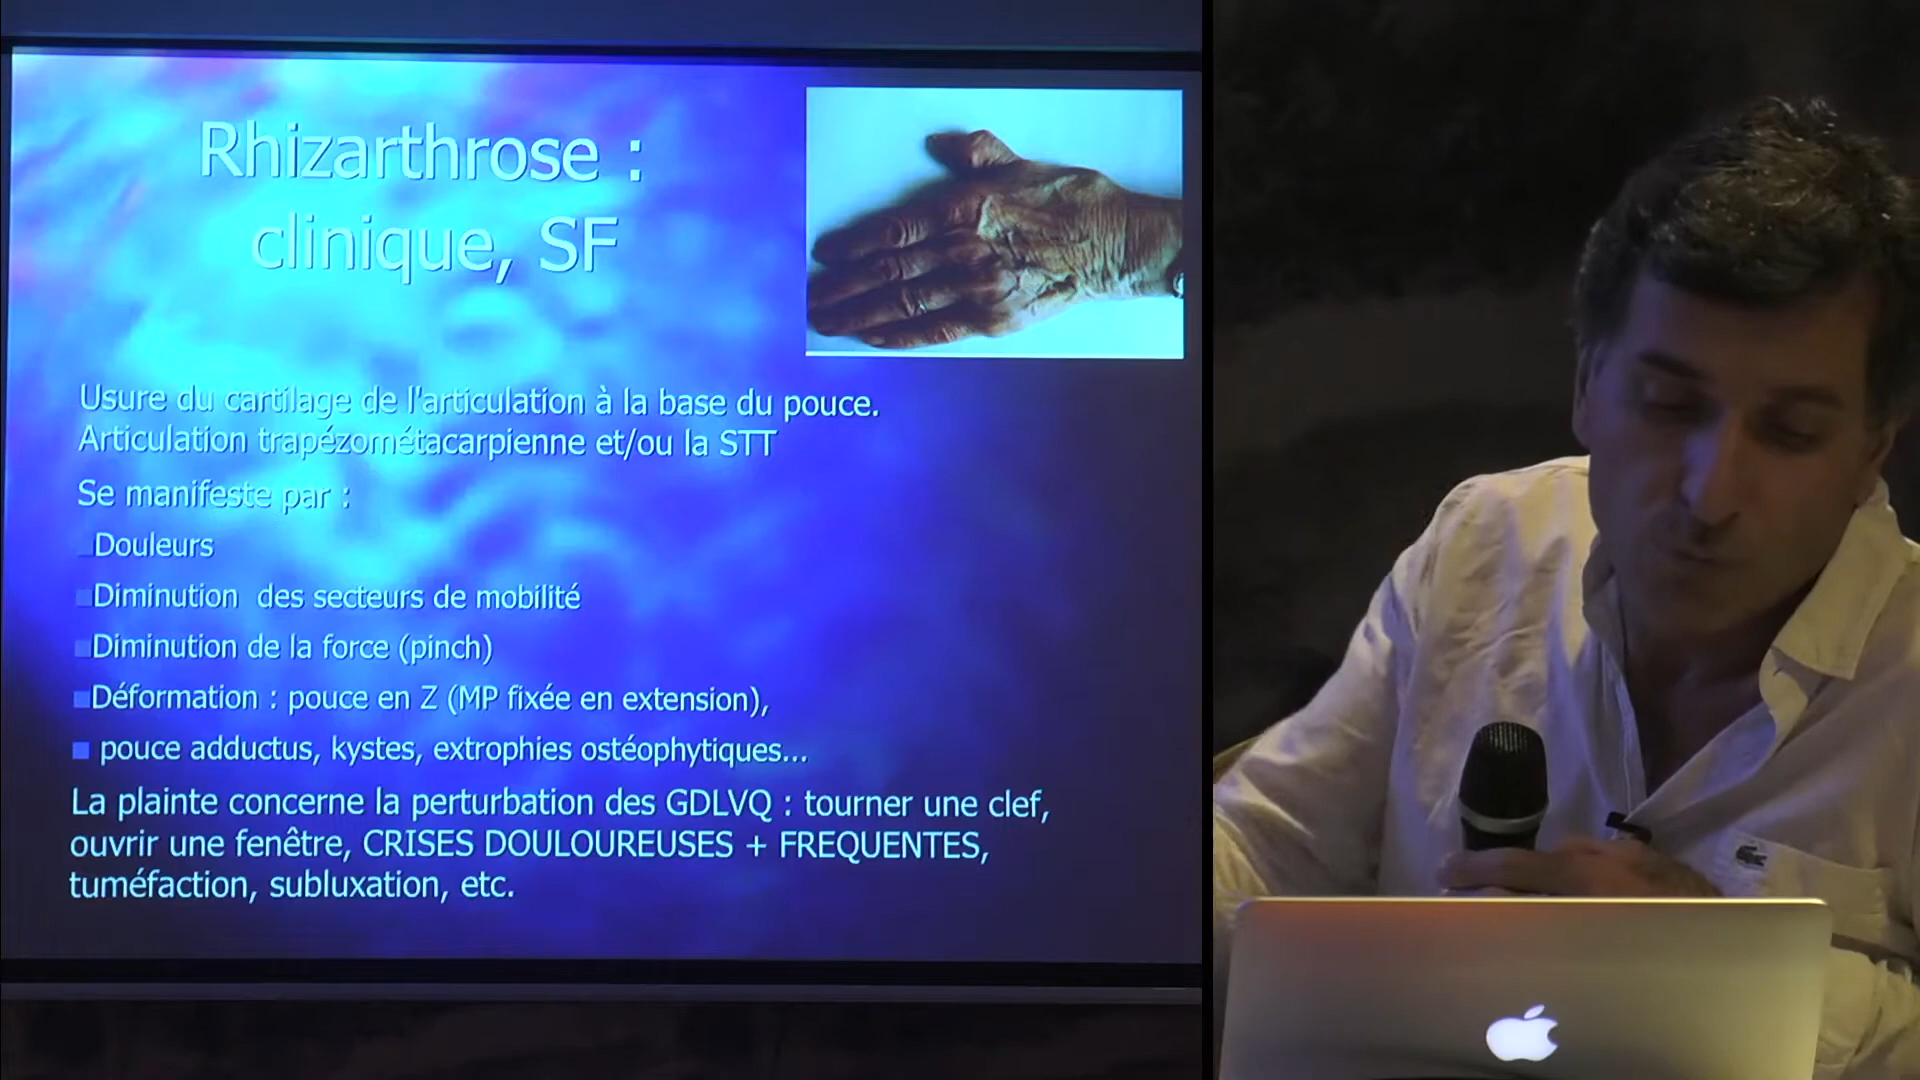 Rhizarthrose :
clinique, SF
Usure du cartilage de l'articulation à la base du pouce.
Articulation trapézométacarpienne et/ou la STT
Se manifeste par :
Douleurs
Diminution des secteurs de mobilité
Diminution de la force (pinch)
Déformation : pouce en Z (MP fixée en extension),
pouce adductus, kystes, extrophies ostéophytiques...
La plainte concerne la perturbation des GDLVQ : tourner une clef,
ouvrir une fenêtre, CRISES DOULOUREUSES + FREQUENTES,
tuméfaction, subluxation, etc.